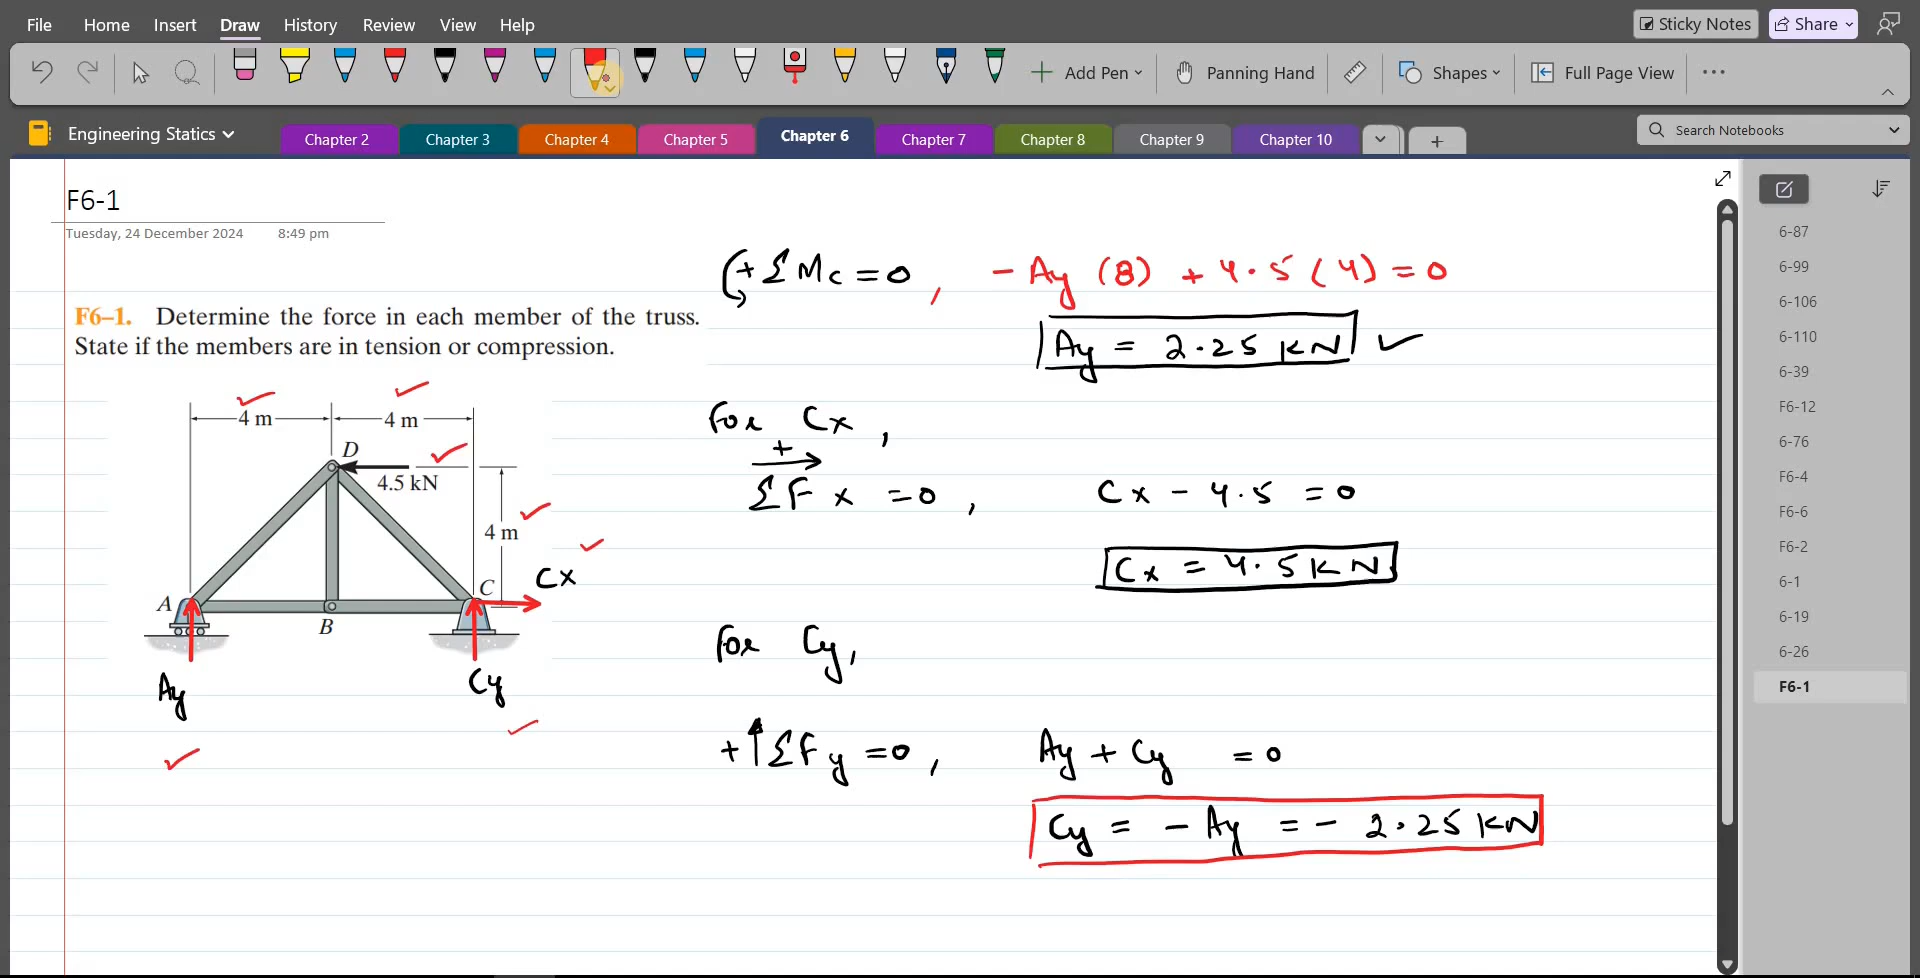 File Home Insert Draw History Review View Help
Sticky Notes Share
Add Pen Panning Hand Shapes Full Page View
Engineering Statics
Chapter 2 Chapter 3 Chapter 4 Chapter 5 Chapter 6 Chapter 7 Chapter 8 Chapter 9 Chapter 10
Search Notebooks
F6-1
Tuesday, 24 December 2024 8:49 pm
F6–1. Determine the force in each member of the truss.
State if the members are in tension or compression.
4 m 4 m
D
4.5 kN
4 m
Cx
A
B
C
Ay
Cy
+ ΣMc = 0, - Ay (8) + 4.5 (4) = 0
Ay = 2.25 KN ✓
For Cx,
+
ΣFx = 0, Cx - 4.5 = 0
Cx = 4.5 KN
For Cy,
+↑ΣFy = 0, Ay + Cy = 0
Cy = - Ay = - 2.25 KN
6-87
6-99
6-106
6-110
6-39
F6-12
6-76
F6-4
F6-6
F6-2
6-1
6-19
6-26
F6-1